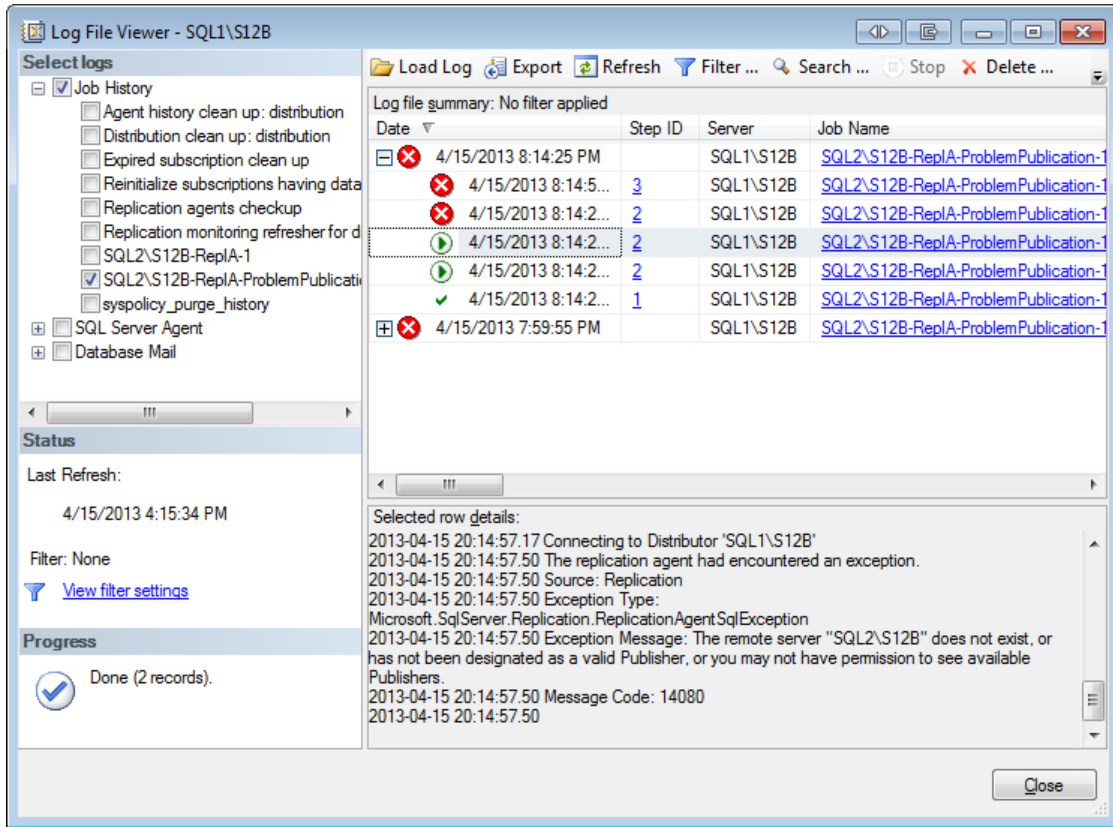 Log File Viewer - SQL1\S12B
Select logs
Job History
Agent history clean up: distribution
Distribution clean up: distribution
Expired subscription clean up
Reinitialize subscriptions having data
Replication agents checkup
Replication monitoring refresher for d
SQL2\S12B-ReplA-1
SQL2\S12B-ReplA-ProblemPublicati
syspolicy_purge_history
SQL Server Agent
Database Mail
Status
Last Refresh:
4/15/2013 4:15:34 PM
Filter: None
View filter settings
Progress
Done (2 records).
Load Log Export Refresh Filter ... Search ... Stop Delete ...
Log file summary: No filter applied
Date Step ID Server Job Name
4/15/2013 8:14:25 PM SQL1\S12B SQL2\S12B-ReplA-ProblemPublication-1
4/15/2013 8:14:5... 3 SQL1\S12B SQL2\S12B-ReplA-ProblemPublication-1
4/15/2013 8:14:2... 2 SQL1\S12B SQL2\S12B-ReplA-ProblemPublication-1
4/15/2013 8:14:2... 2 SQL1\S12B SQL2\S12B-ReplA-ProblemPublication-1
4/15/2013 8:14:2... 2 SQL1\S12B SQL2\S12B-ReplA-ProblemPublication-1
4/15/2013 8:14:2... 1 SQL1\S12B SQL2\S12B-ReplA-ProblemPublication-1
4/15/2013 7:59:55 PM SQL1\S12B SQL2\S12B-ReplA-ProblemPublication-1
Selected row details:
2013-04-15 20:14:57.17 Connecting to Distributor 'SQL1\S12B'
2013-04-15 20:14:57.50 The replication agent had encountered an exception.
2013-04-15 20:14:57.50 Source: Replication
2013-04-15 20:14:57.50 Exception Type:
Microsoft.SqlServer.Replication.ReplicationAgentSqlException
2013-04-15 20:14:57.50 Exception Message: The remote server "SQL2\S12B" does not exist, or
has not been designated as a valid Publisher, or you may not have permission to see available
Publishers.
2013-04-15 20:14:57.50 Message Code: 14080
2013-04-15 20:14:57.50
Close